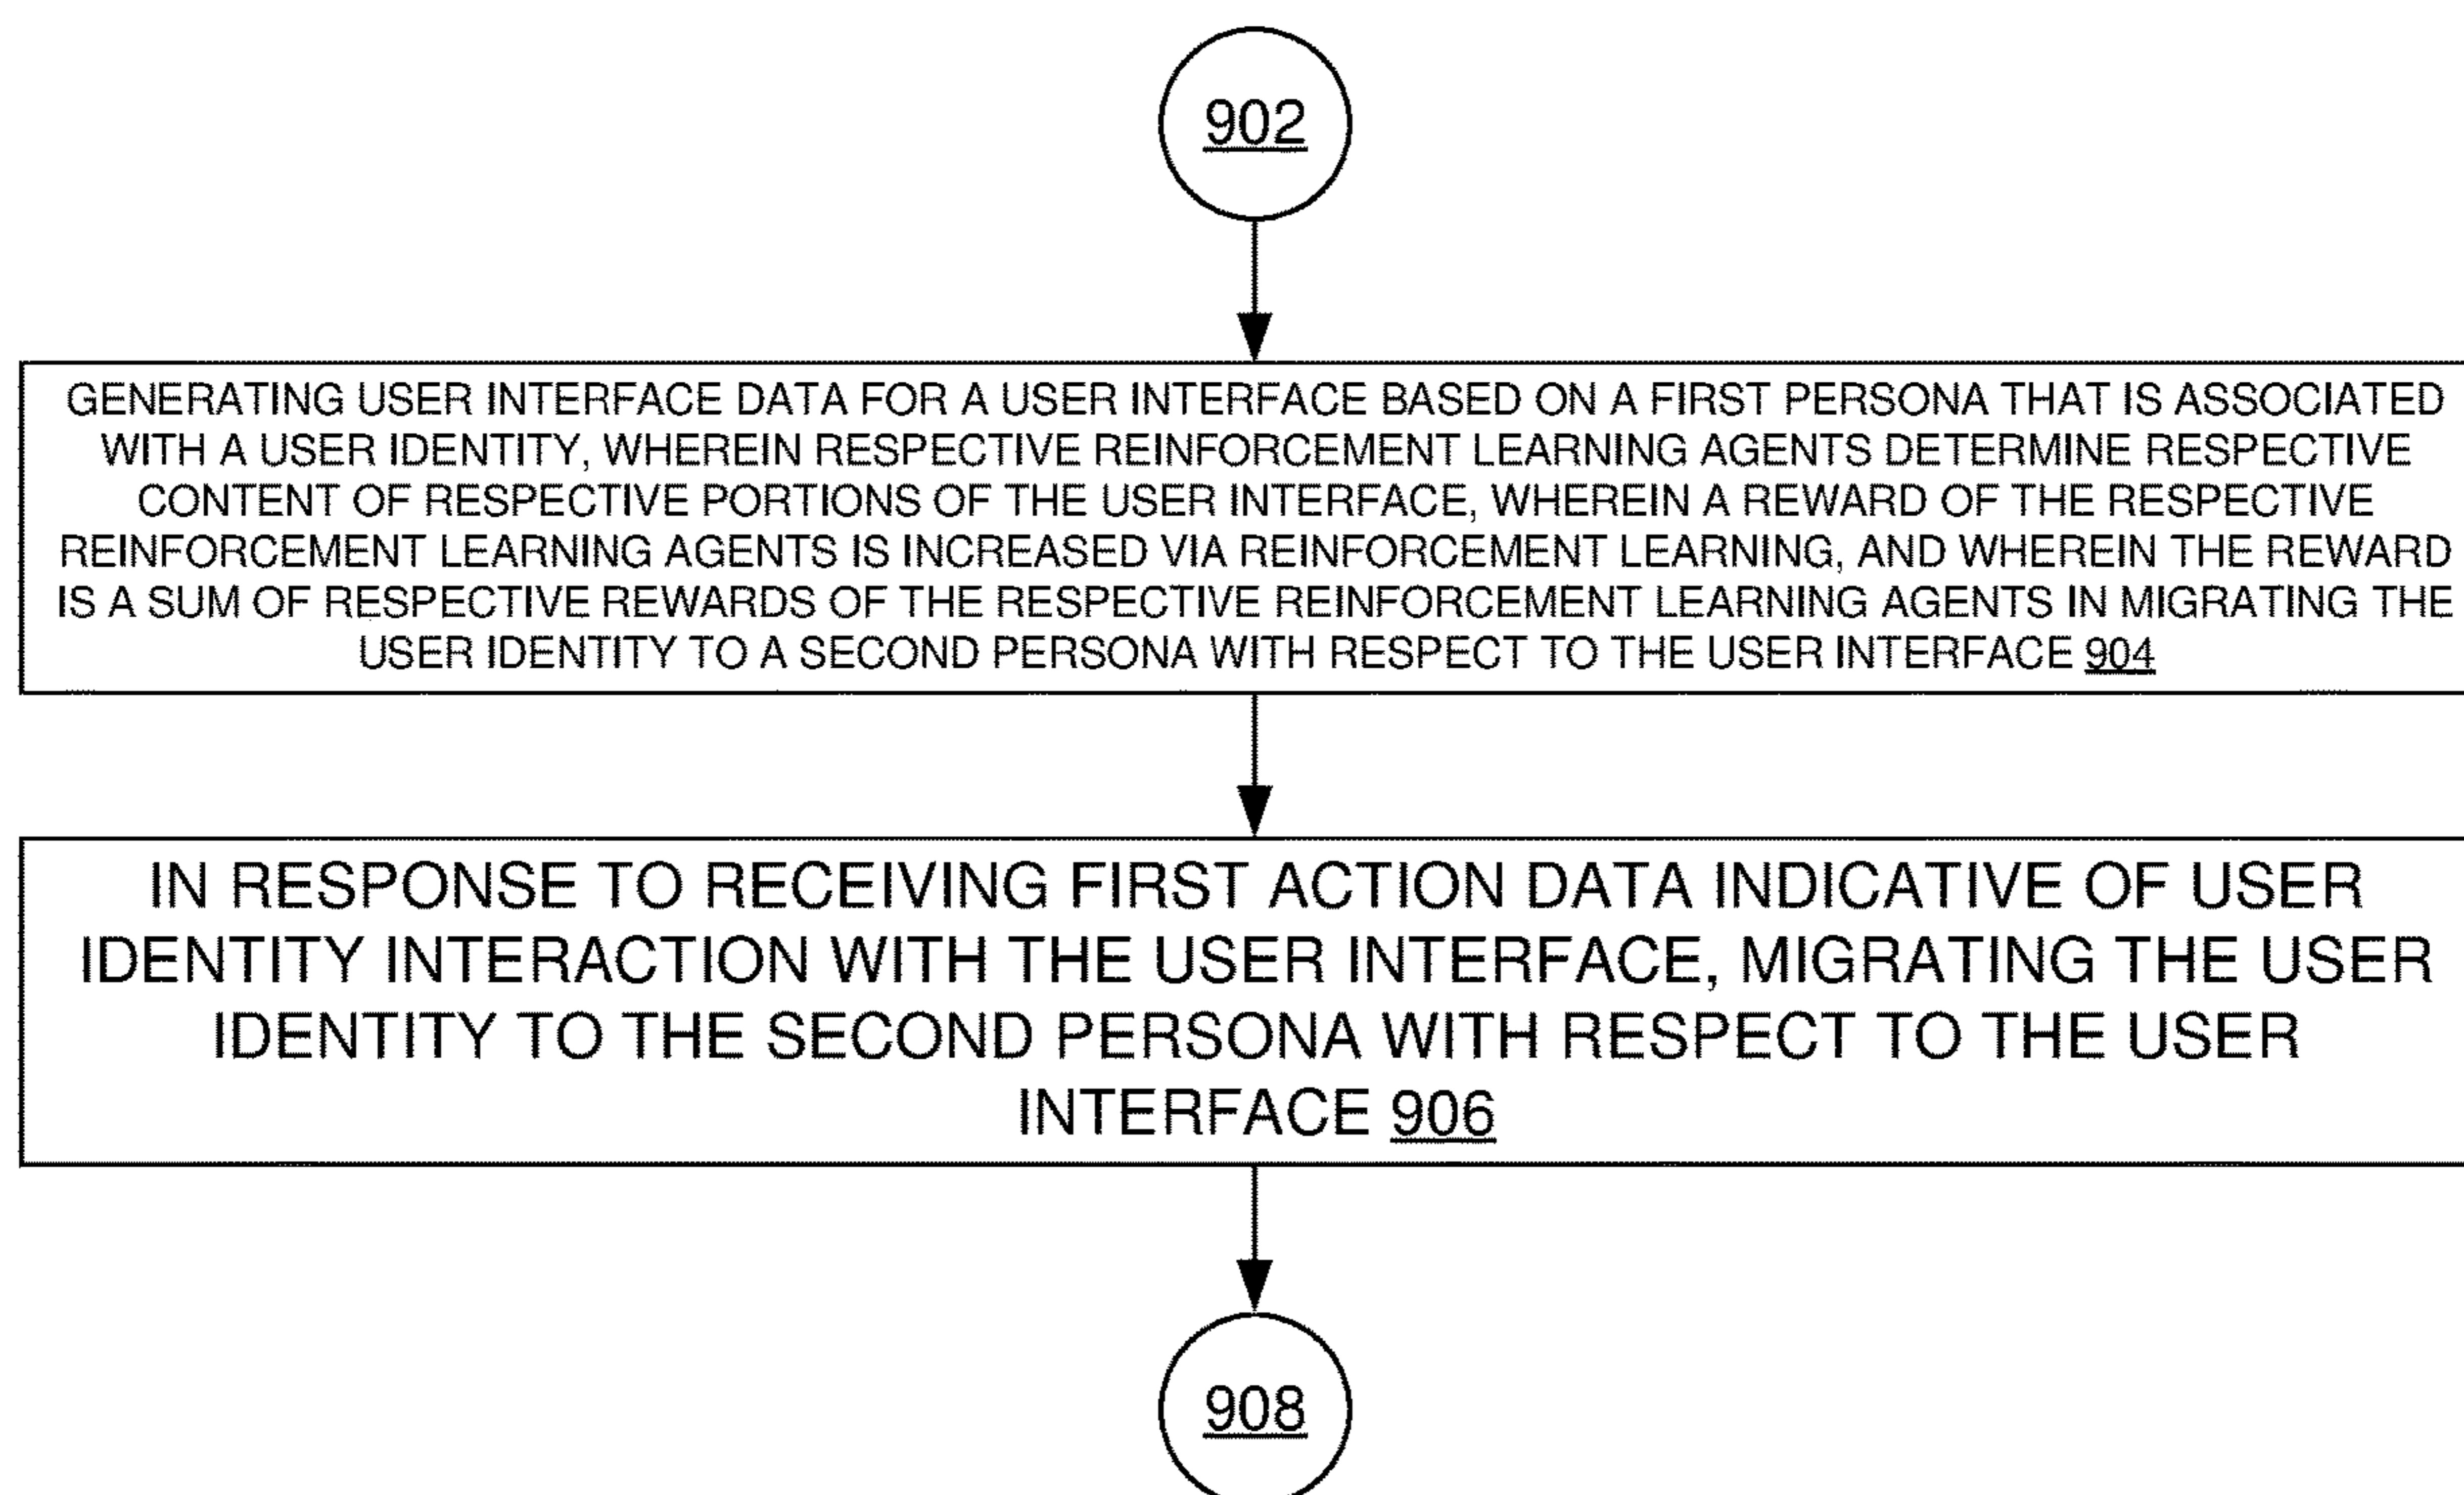 902
GENERATING USER INTERFACE DATA FOR A USER INTERFACE BASED ON A FIRST PERSONA THAT IS ASSOCIATED
WITH A USER IDENTITY, WHEREIN RESPECTIVE REINFORCEMENT LEARNING AGENTS DETERMINE RESPECTIVE
CONTENT OF RESPECTIVE PORTIONS OF THE USER INTERFACE, WHEREIN A REWARD OF THE RESPECTIVE
REINFORCEMENT LEARNING AGENTS IS INCREASED VIA REINFORCEMENT LEARNING, AND WHEREIN THE REWARD
IS A SUM OF RESPECTIVE REWARDS OF THE RESPECTIVE REINFORCEMENT LEARNING AGENTS IN MIGRATING THE
USER IDENTITY TO A SECOND PERSONA WITH RESPECT TO THE USER INTERFACE 904
IN RESPONSE TO RECEIVING FIRST ACTION DATA INDICATIVE OF USER
IDENTITY INTERACTION WITH THE USER INTERFACE, MIGRATING THE USER
IDENTITY TO THE SECOND PERSONA WITH RESPECT TO THE USER
INTERFACE 906
908